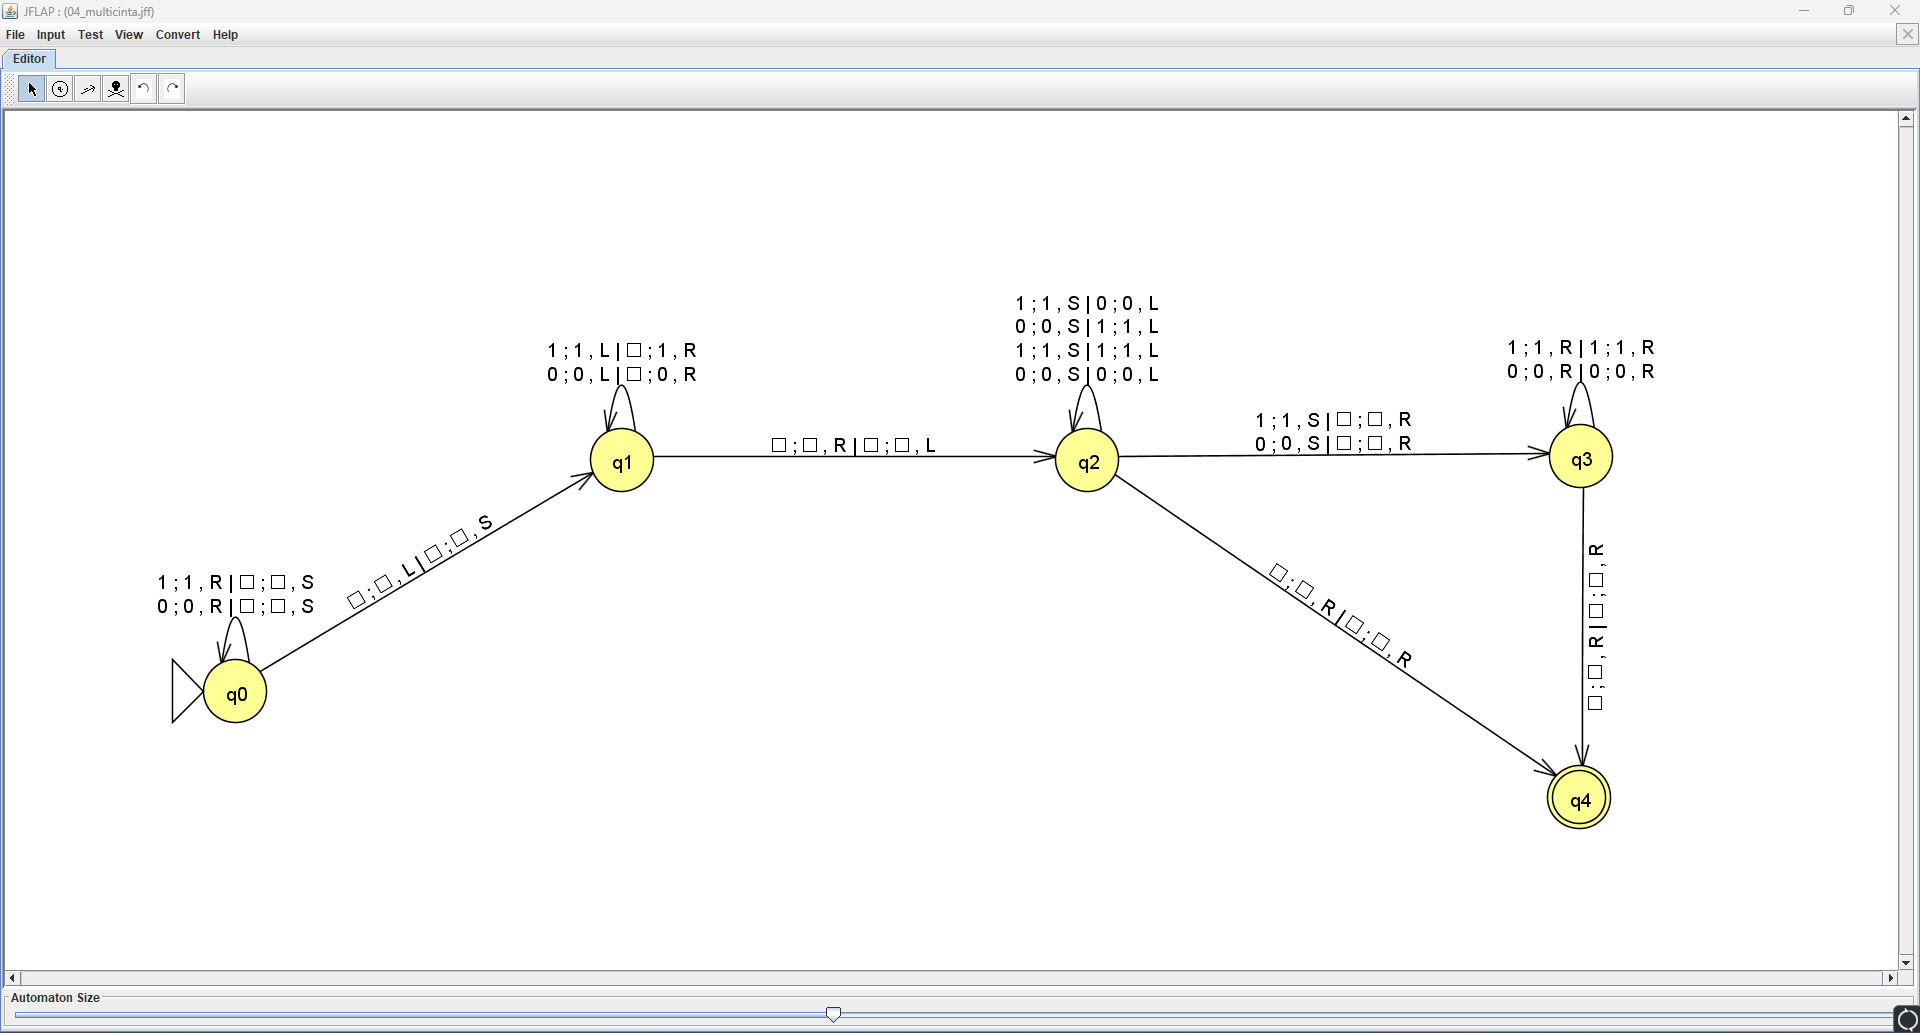 JFLAP : (04_multicinta.jff)
File Input Test View Convert Help
Editor
1 ; 1 , S | 0 ; 0 , L
0 ; 0 , S | 1 ; 1 , L
1 ; 1 , S | 1 ; 1 , L
0 ; 0 , S | 0 ; 0 , L
1 ; 1 , L | □ ; 1 , R
0 ; 0 , L | □ ; 0 , R
1 ; 1 , R | 1 ; 1 , R
0 ; 0 , R | 0 ; 0 , R
1 ; 1 , S | □ ; □ , R
0 ; 0 , S | □ ; □ , R
□ ; □ , R | □ ; □ , L
q1
q2
q3
□ ; □ , L | □ ; □ , S
1 ; 1 , R | □ ; □ , S
0 ; 0 , R | □ ; □ , S
□ ; □ , R | □ ; □ , R
□ ; □ , R | □ ; □ , R
q0
q4
Automaton Size